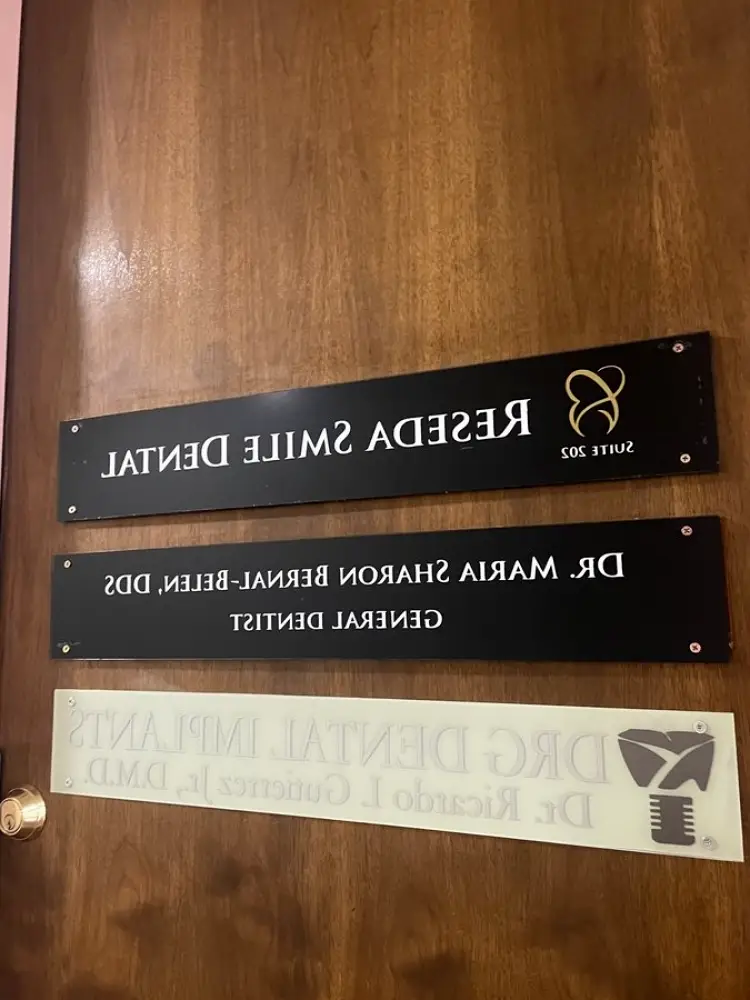 RESEDA SMILE DENTAL
SUITE 202
DR. MARIA SHARON BERNAL-BELEN, DDS
GENERAL DENTIST
DRG DENTAL IMPLANTS
Dr. Ricardo I. Gutierrez Jr., D.M.D.